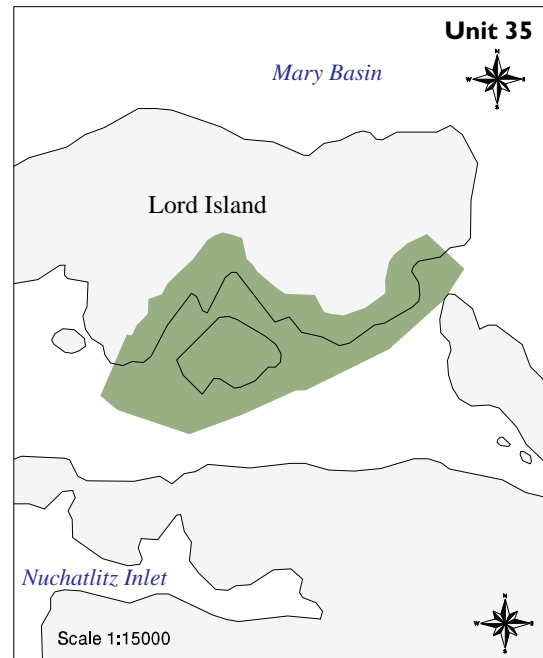 Unit 35
N
W E
S
Mary Basin
Lord Island
Nuchatlitz Inlet
Scale 1:15000
N
W E
S